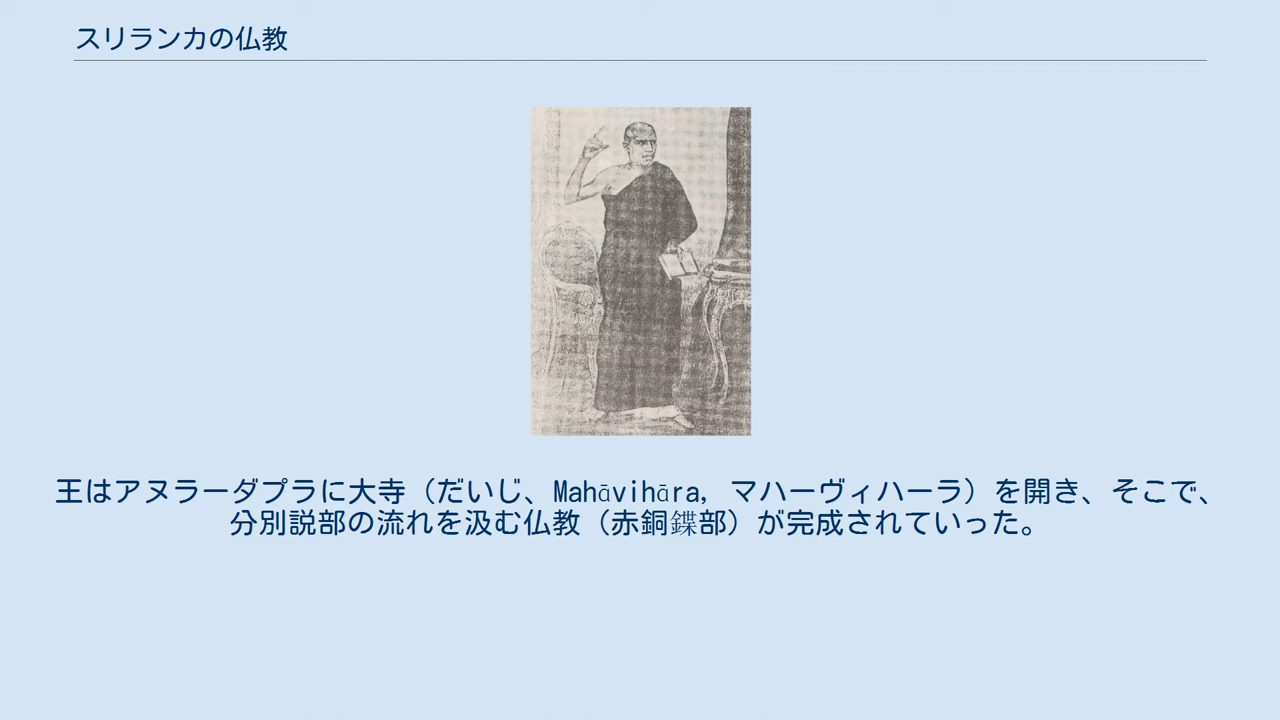 スリランカの仏教
王はアヌラーダプラに大寺（だいじ、Mahāvihāra, マハーヴィハーラ）を開き、そこで、
分別説部の流れを汲む仏教（赤銅鍱部）が完成されていった。